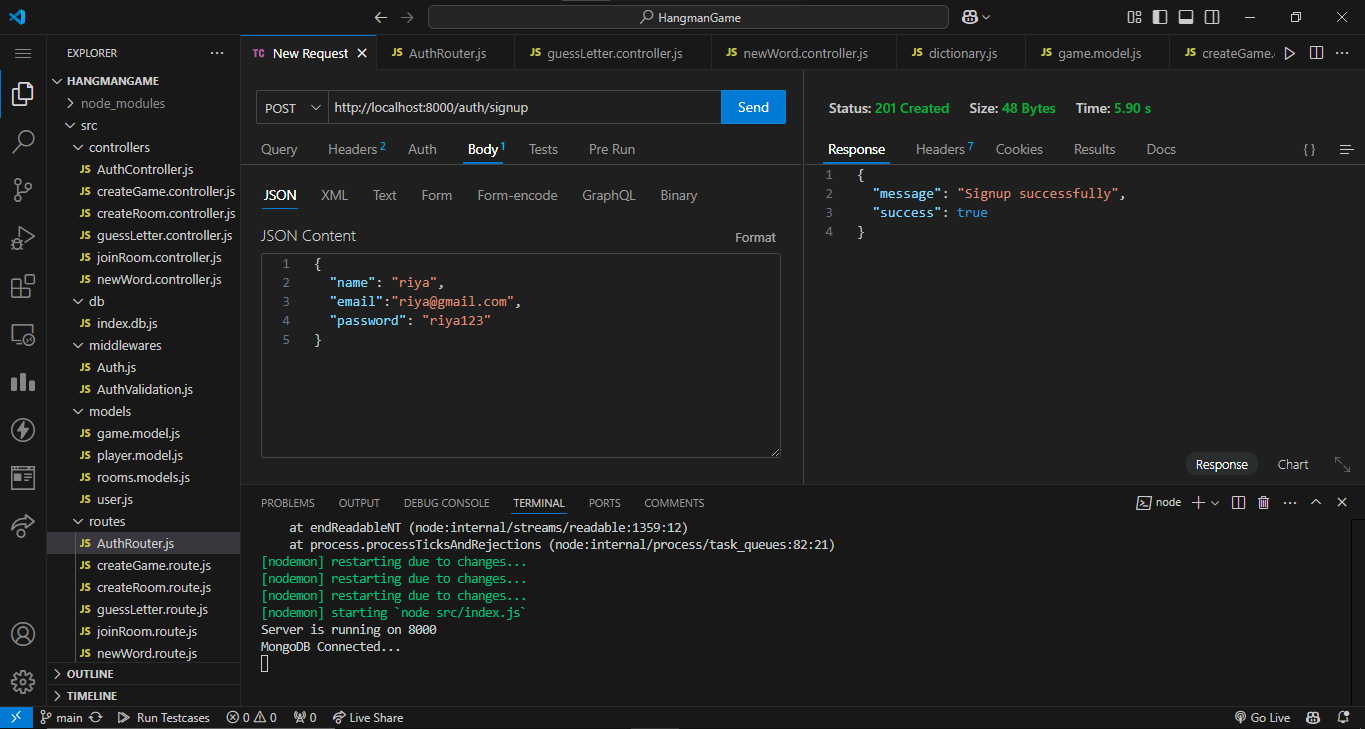 HangmanGame
EXPLORER
HANGMANGAME
node_modules
src
controllers
JS AuthController.js
JS createGame.controller.js
JS createRoom.controller.js
JS guessLetter.controller.js
JS joinRoom.controller.js
JS newWord.controller.js
db
JS index.db.js
middlewares
JS Auth.js
JS AuthValidation.js
models
JS game.model.js
JS player.model.js
JS rooms.models.js
JS user.js
routes
JS AuthRouter.js
JS createGame.route.js
JS createRoom.route.js
JS guessLetter.route.js
JS joinRoom.route.js
JS newWord.route.js
OUTLINE
TIMELINE
TC New Request JS AuthRouter.js JS guessLetter.controller.js JS newWord.controller.js JS dictionary.js JS game.model.js JS createGame.
POST http://localhost:8000/auth/signup Send
Query Headers 2 Auth Body 1 Tests Pre Run
JSON XML Text Form Form-encode GraphQL Binary
JSON Content Format
1 {
2 "name": "riya",
3 "email":"riya@gmail.com",
4 "password": "riya123"
5 }
Status: 201 Created Size: 48 Bytes Time: 5.90 s
Response Headers 7 Cookies Results Docs { }
1 {
2 "message": "Signup successfully",
3 "success": true
4 }
Response Chart
PROBLEMS OUTPUT DEBUG CONSOLE TERMINAL PORTS COMMENTS node
at endReadableNT (node:internal/streams/readable:1359:12)
at process.processTicksAndRejections (node:internal/process/task_queues:82:21)
[nodemon] restarting due to changes...
[nodemon] restarting due to changes...
[nodemon] restarting due to changes...
[nodemon] starting `node src/index.js`
Server is running on 8000
MongoDB Connected...
main Run Testcases 0 0 0 Live Share Go Live